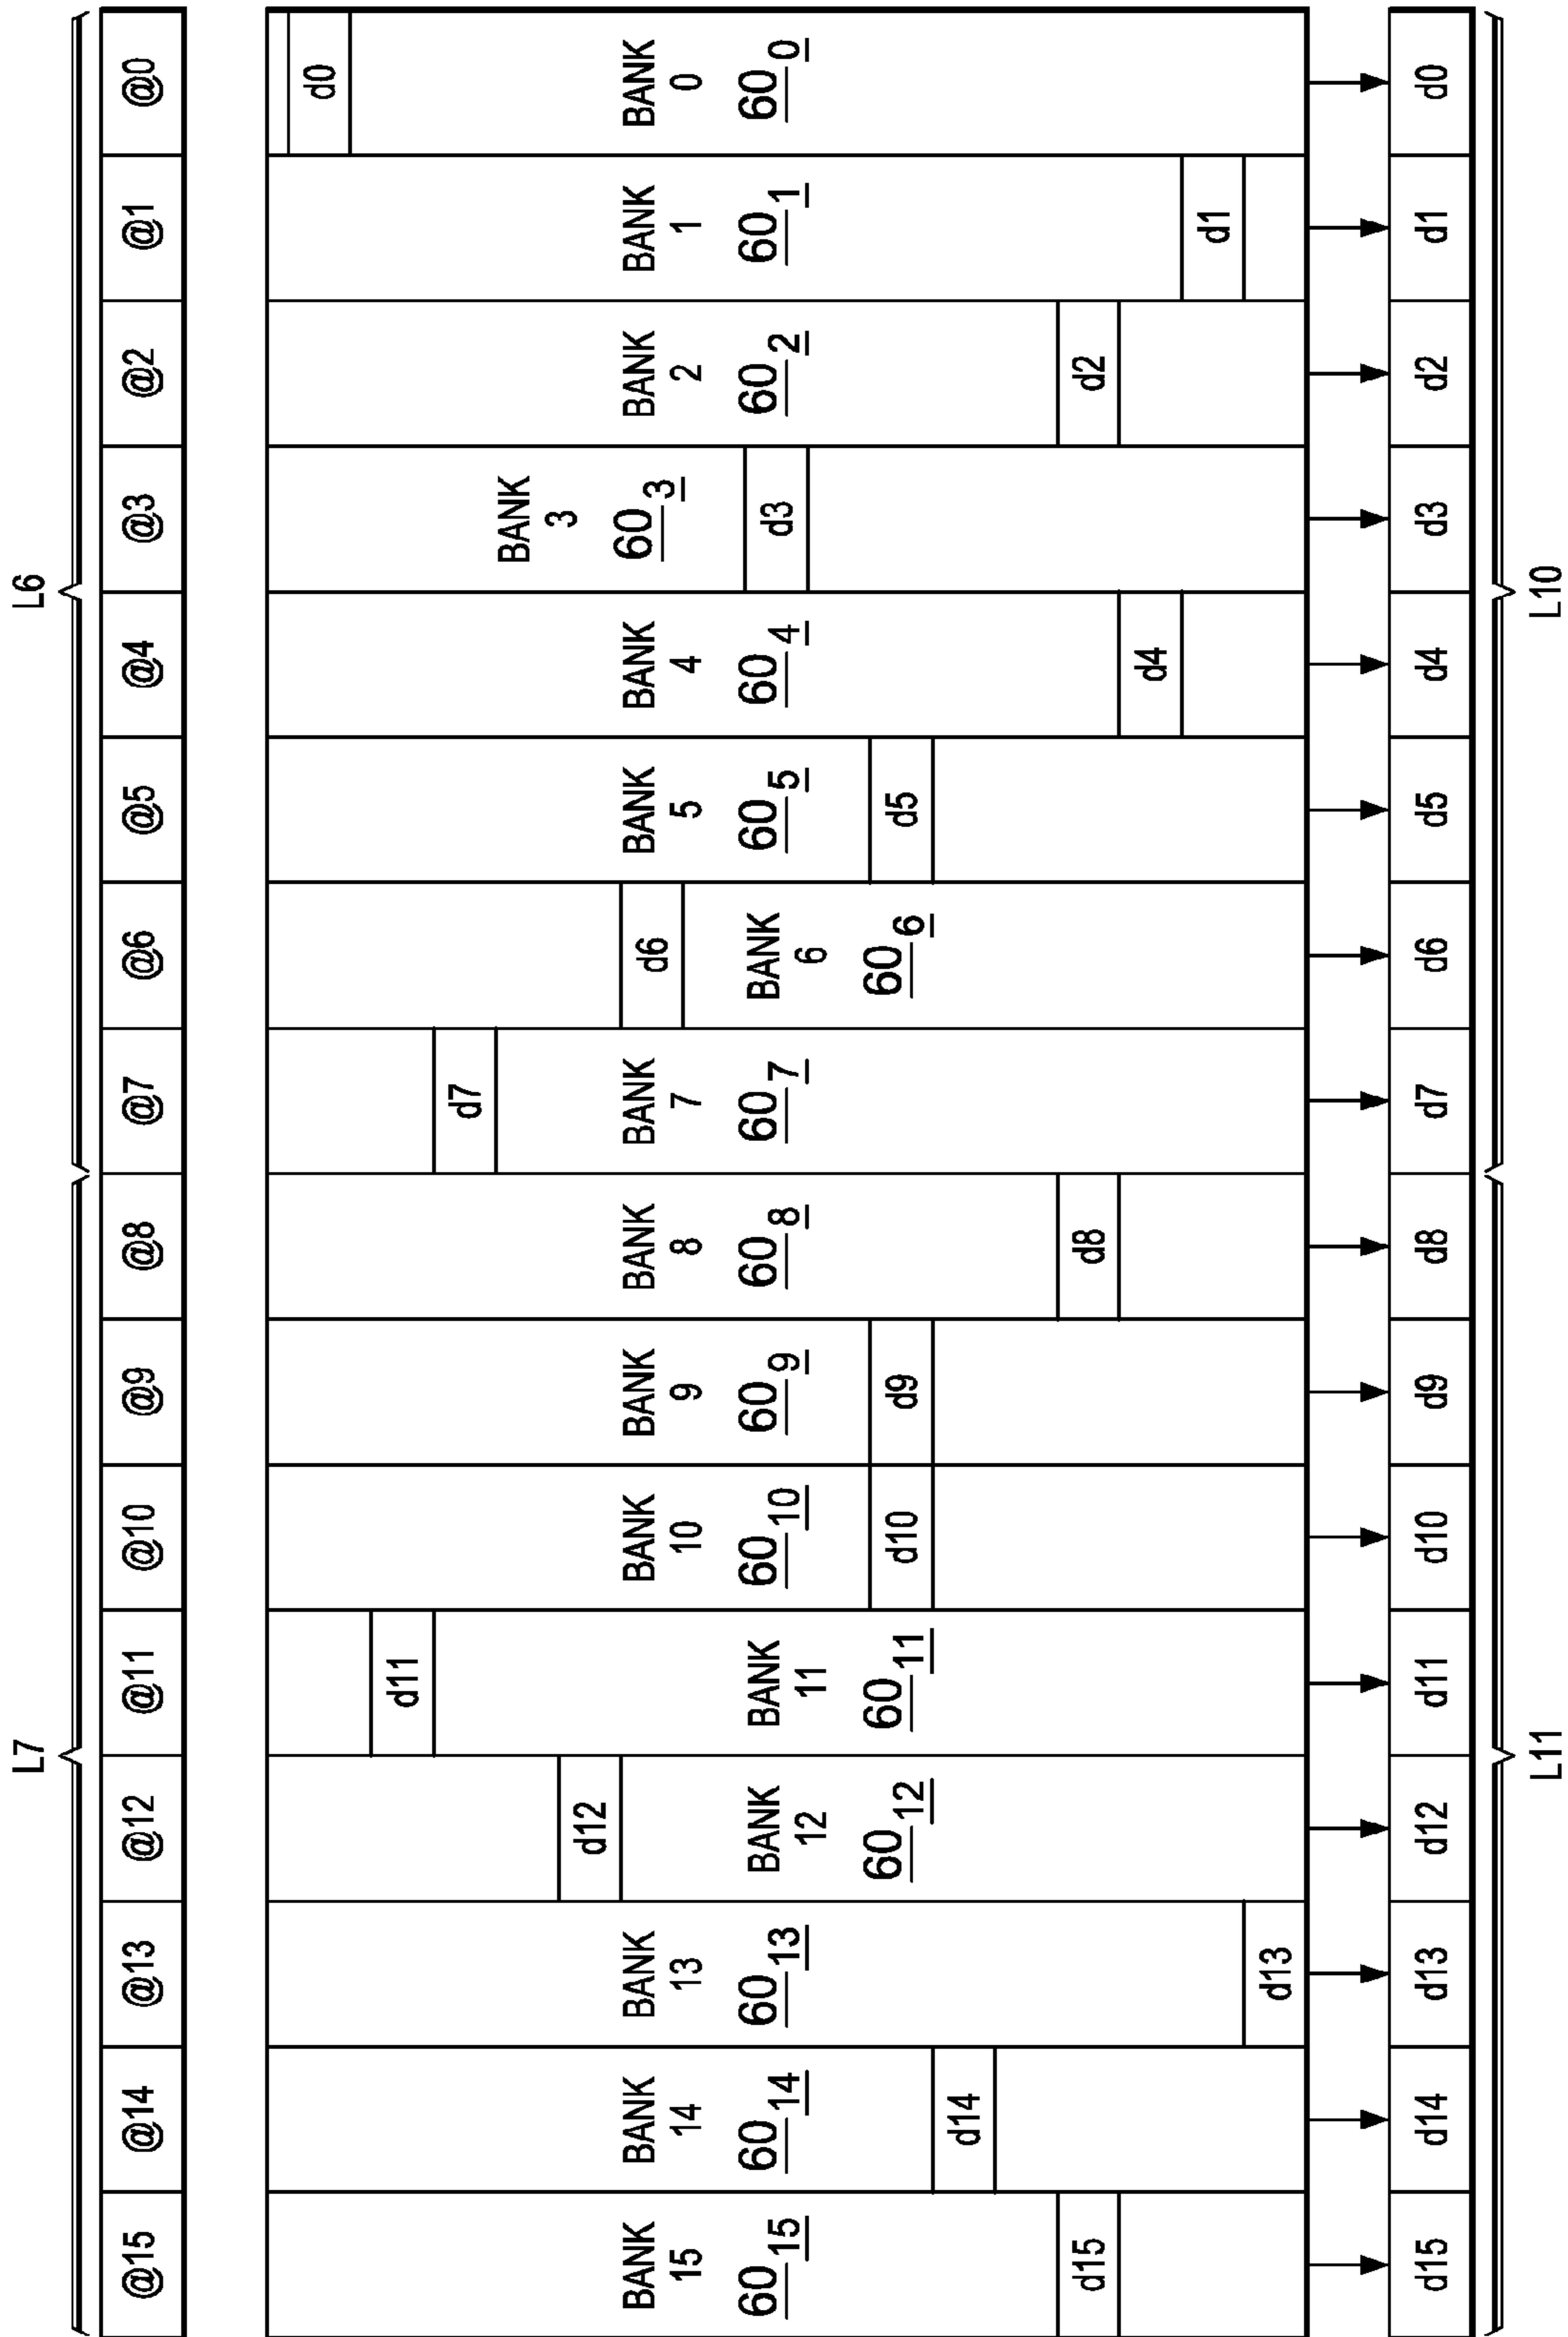 L7 L6
@15 @14 @13 @12 @11 @10 @9 @8 @7 @6 @5 @4 @3 @2 @1 @0
BANK
15
60_15
d15
BANK
14
60_14
d14
BANK
13
60_13
d13
d12
BANK
12
60_12
d11
BANK
11
60_11
BANK
10
60_10
d10
BANK
9
60_9
d9
BANK
8
60_8
d8
d7
BANK
7
60_7
d6
BANK
6
60_6
BANK
5
60_5
d5
BANK
4
60_4
d4
BANK
3
60_3
d3
BANK
2
60_2
d2
BANK
1
60_1
d1
d0
BANK
0
60_0
d15 d14 d13 d12 d11 d10 d9 d8 d7 d6 d5 d4 d3 d2 d1 d0
L11 L10